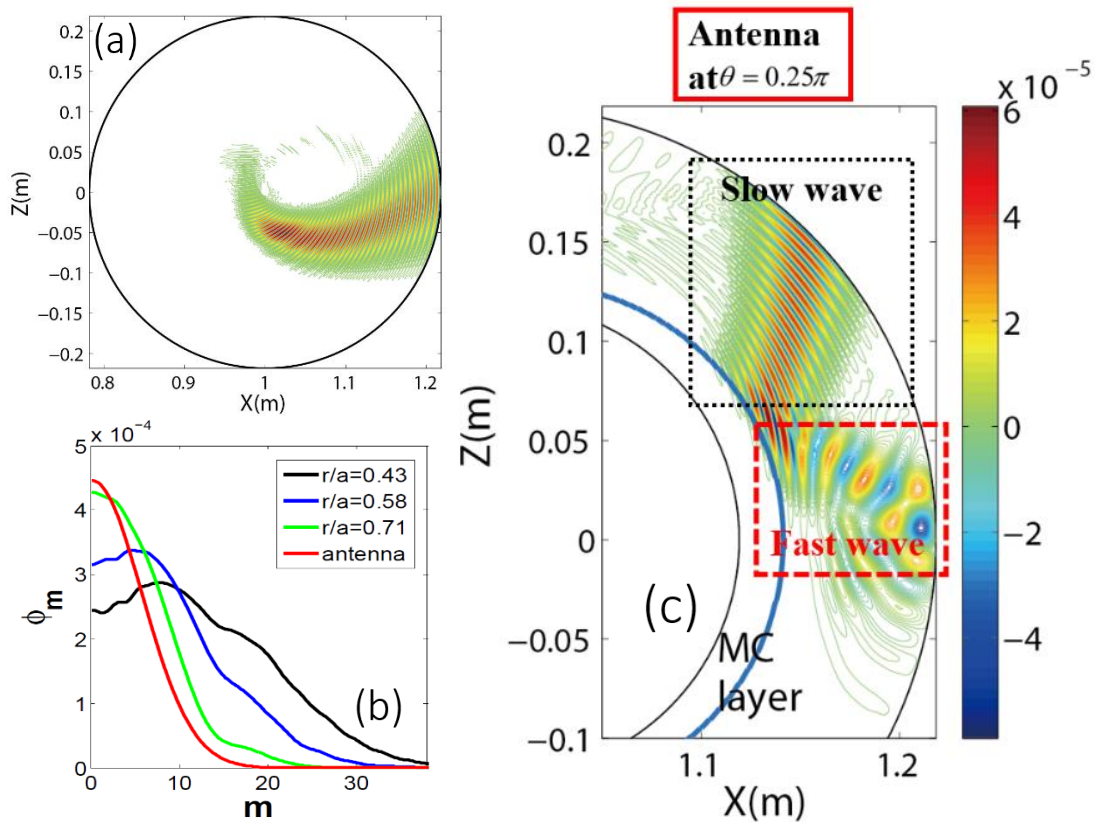 (a)
Z(m)
0.2
0.15
0.1
0.05
0
−0.05
−0.1
−0.15
−0.2
0.8
0.9
1
1.1
1.2
X(m)
× 10⁻⁴
5
4
3
2
1
0
ϕm
r/a=0.43
r/a=0.58
r/a=0.71
antenna
(b)
0
10
20
30
m
Antenna
atθ = 0.25π
x 10⁻⁵
Z(m)
0.2
0.15
0.1
0.05
0
−0.05
−0.1
Slow wave
Fast wave
(c)
MC
layer
1.1
1.2
X(m)
6
4
2
0
−2
−4